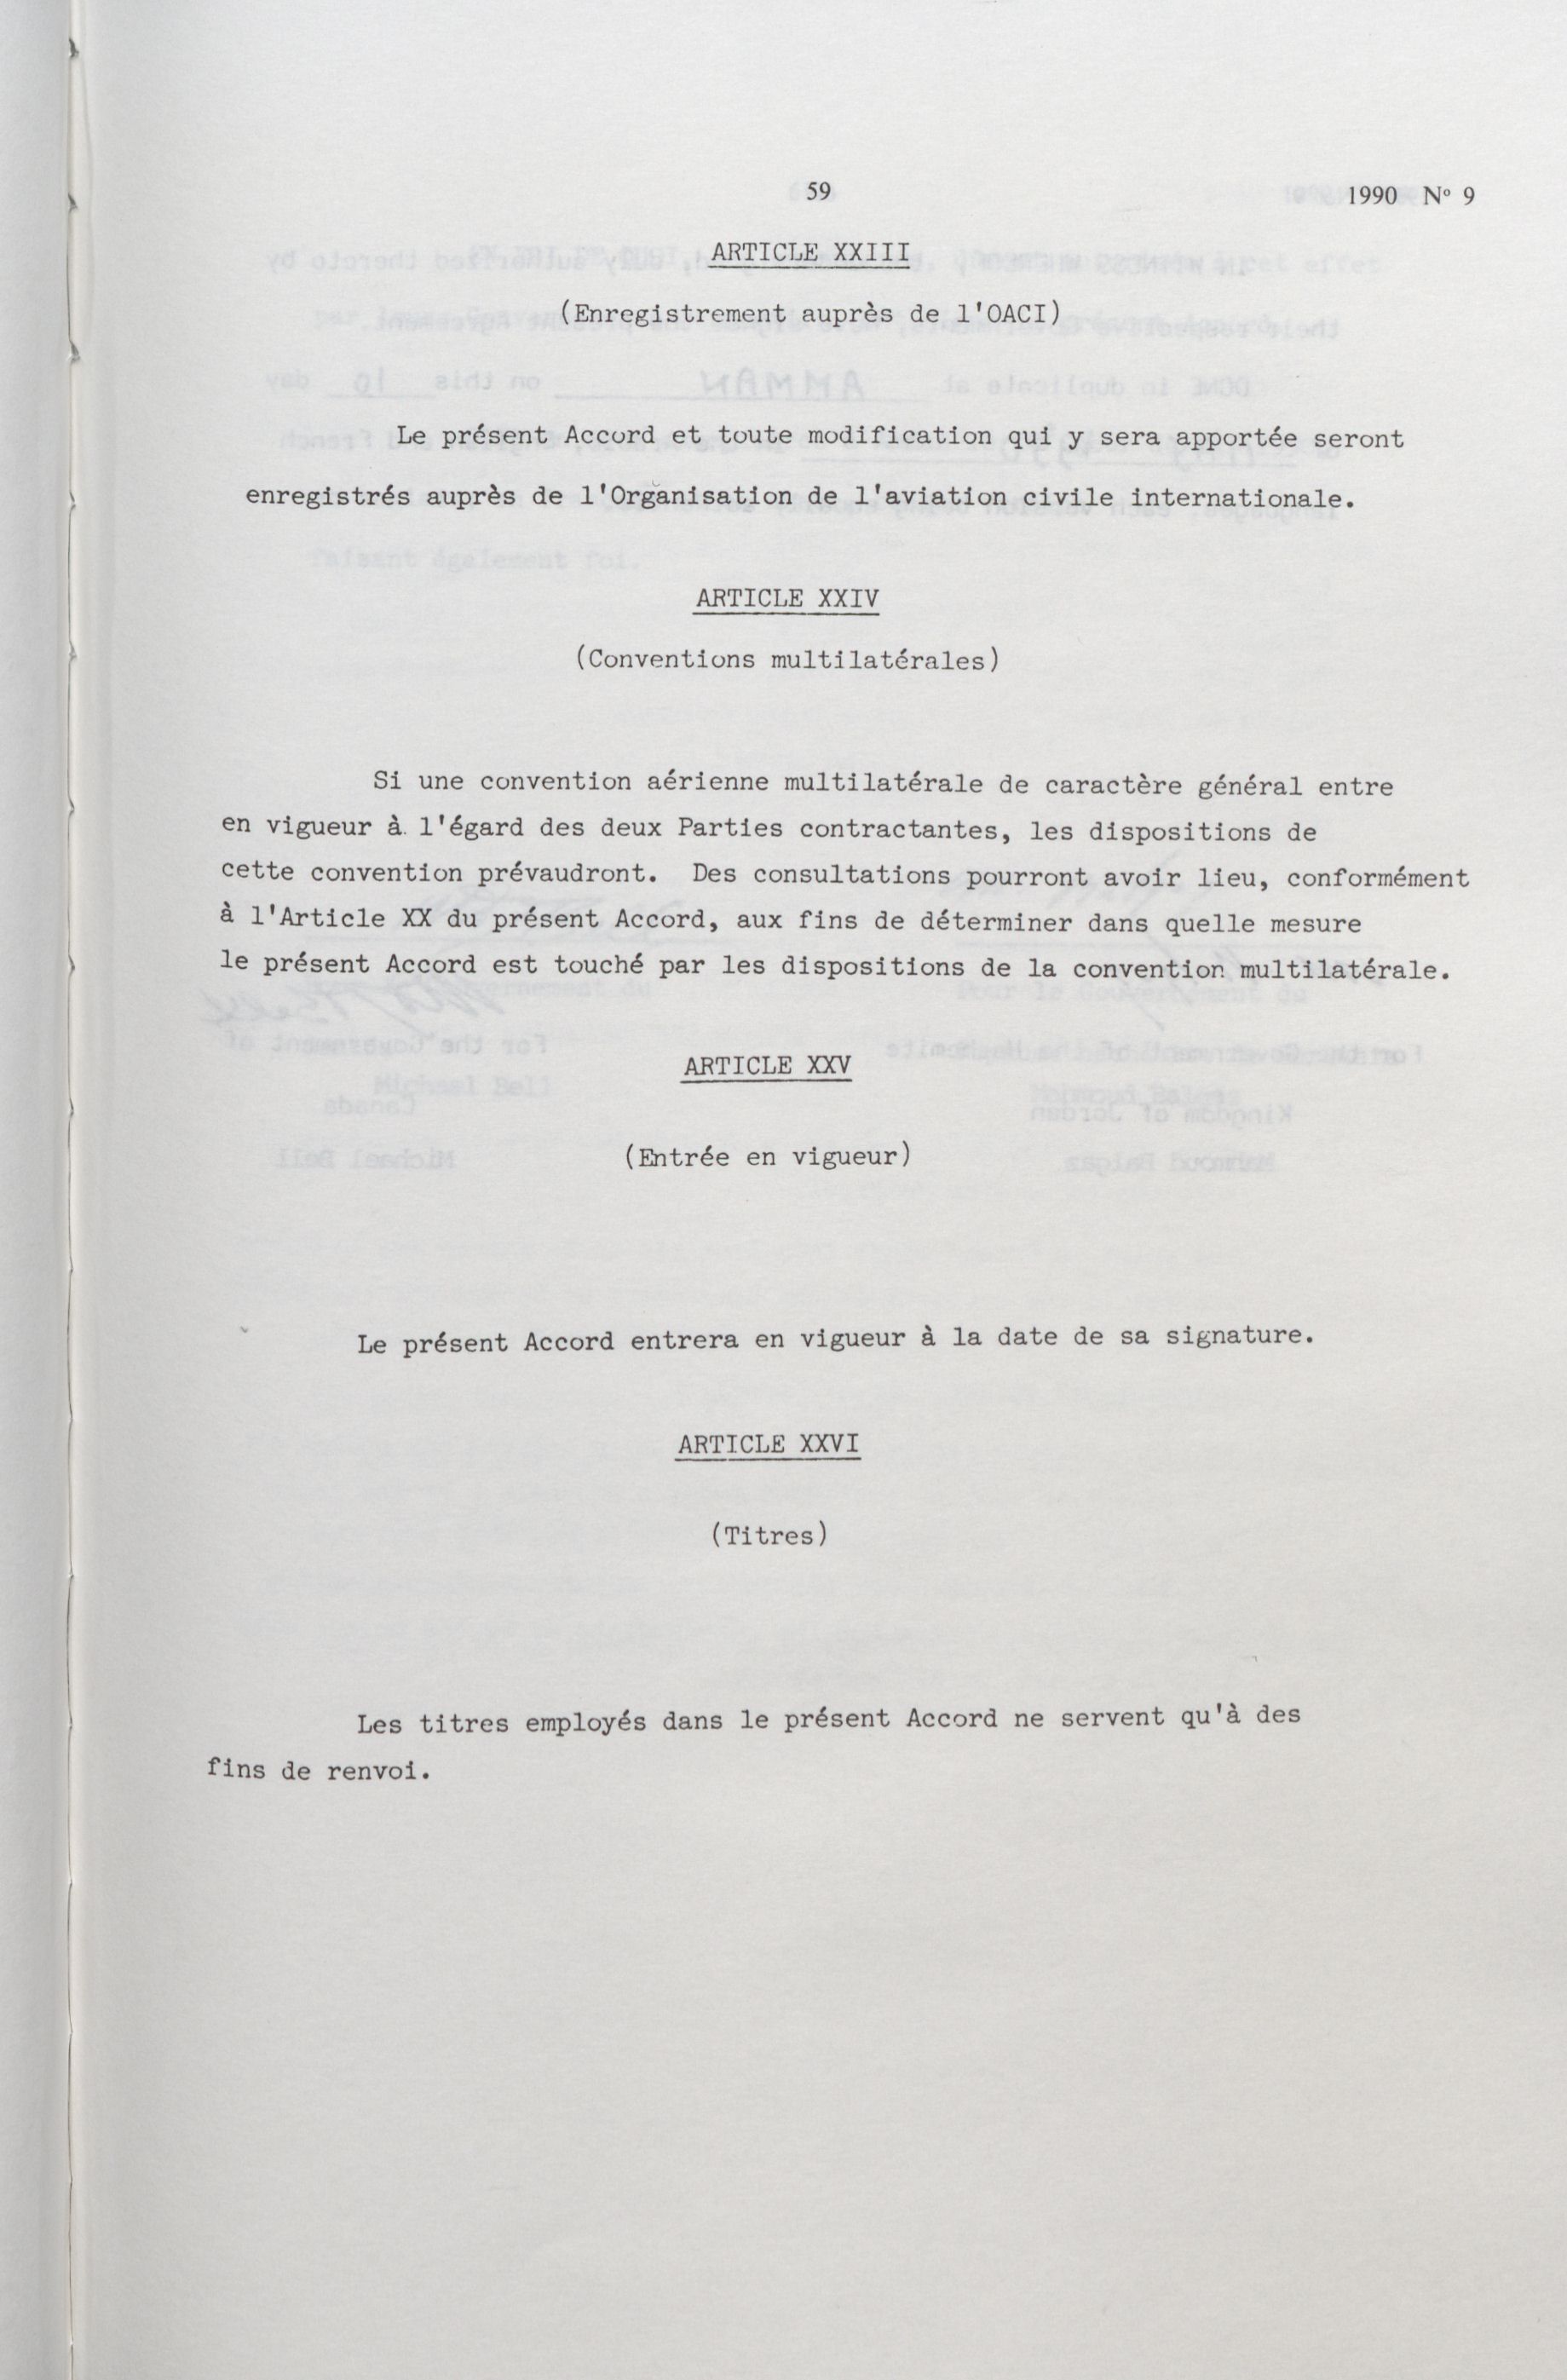 59
1990 Nº 9
ARTICLE XXIII
(Enregistrement auprès de l'OACI)
Le présent Accord et toute modification qui y sera apportée seront
enregistrés auprès de l'Organisation de l'aviation civile internationale.
ARTICLE XXIV
(Conventions multilatérales)
Si une convention aérienne multilatérale de caractère général entre
en vigueur à l'égard des deux Parties contractantes, les dispositions de
cette convention prévaudront. Des consultations pourront avoir lieu, conformément
à l'Article XX du présent Accord, aux fins de déterminer dans quelle mesure
le présent Accord est touché par les dispositions de la convention multilatérale.
ARTICLE XXV
(Entrée en vigueur)
Le présent Accord entrera en vigueur à la date de sa signature.
ARTICLE XXVI
(Titres)
Les titres employés dans le présent Accord ne servent qu'à des
fins de renvoi.